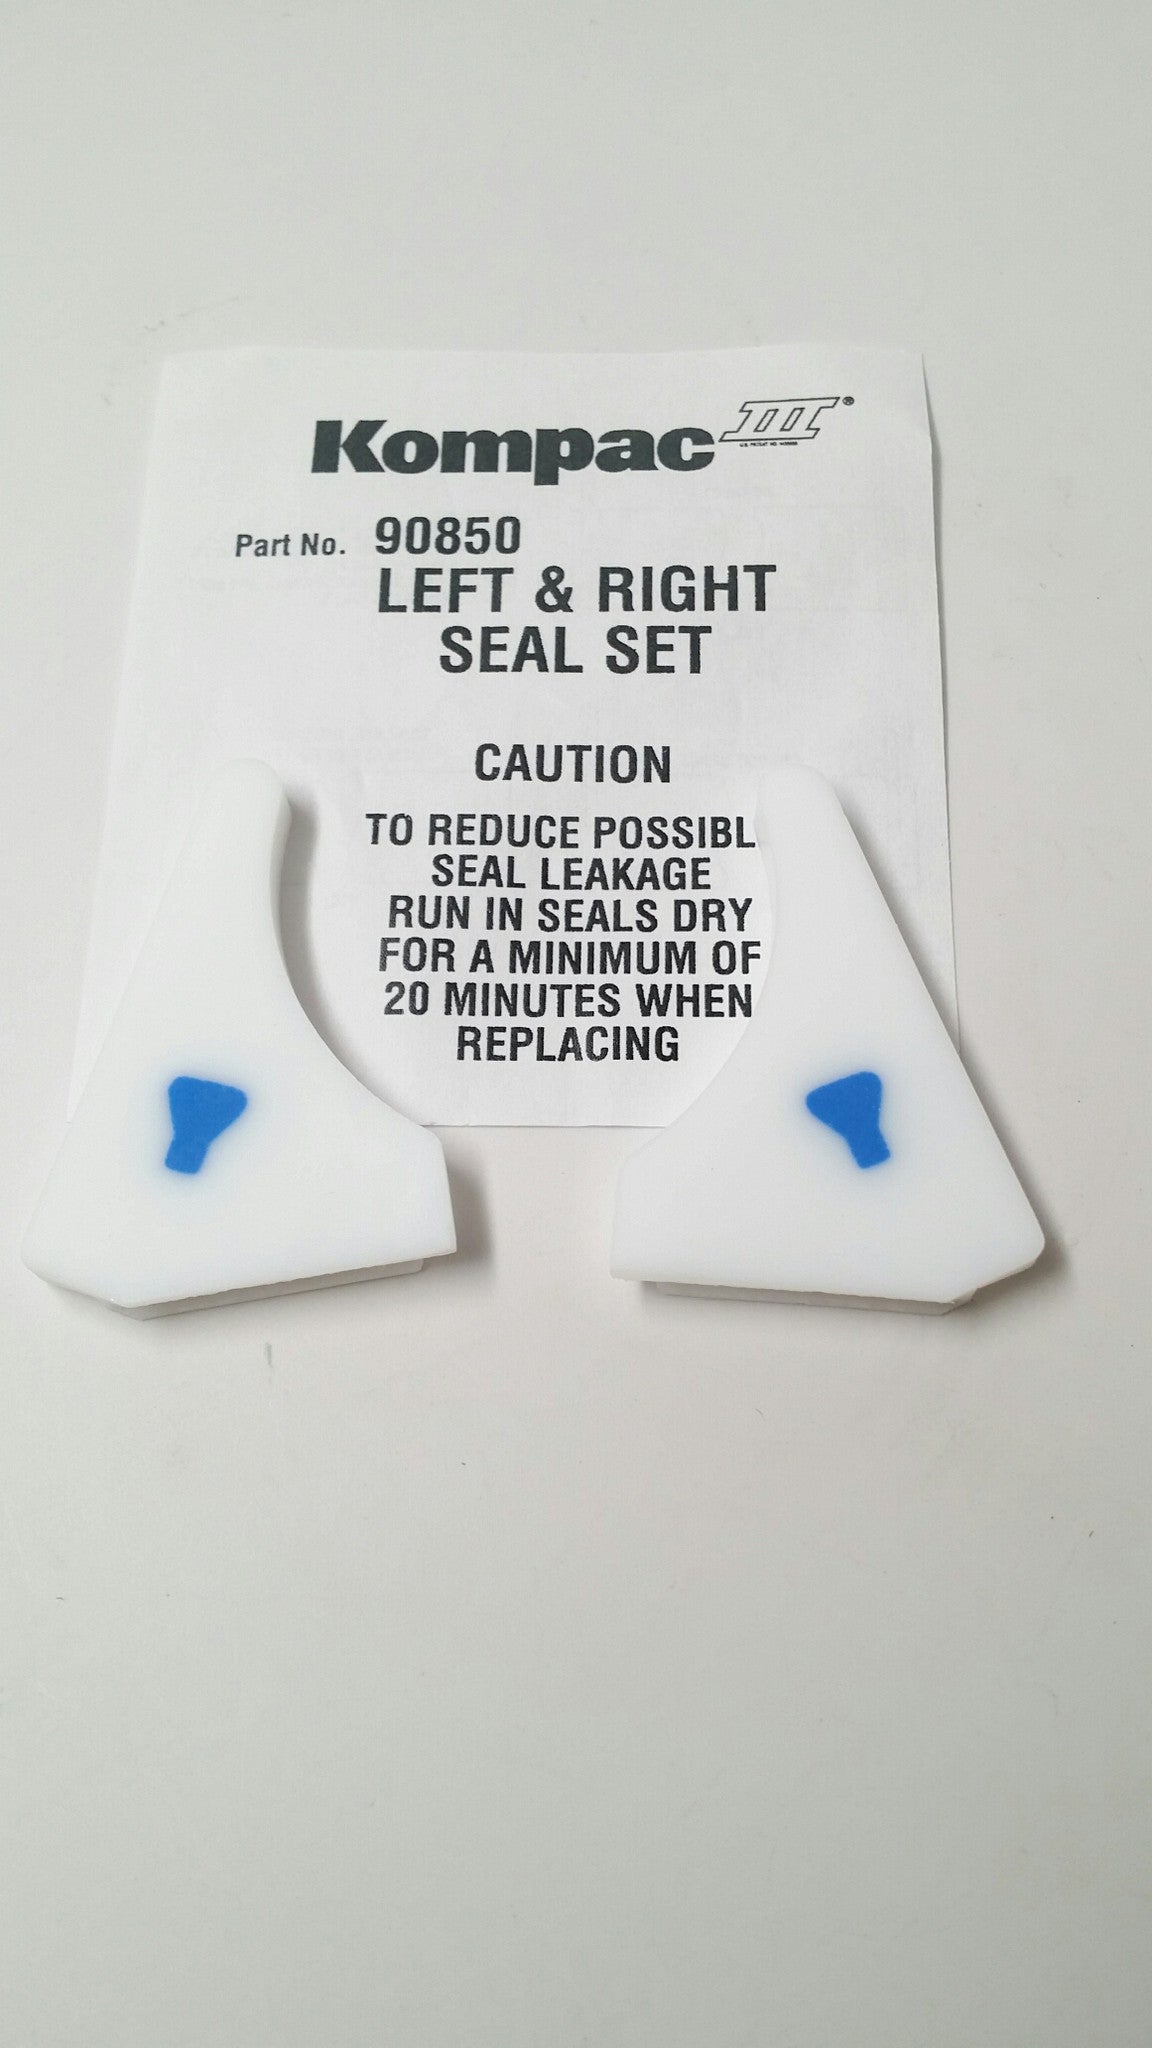 Kompac III®
Part No. 90850
LEFT & RIGHT
SEAL SET
CAUTION
TO REDUCE POSSIBL
SEAL LEAKAGE
RUN IN SEALS DRY
FOR A MINIMUM OF
20 MINUTES WHEN
REPLACING